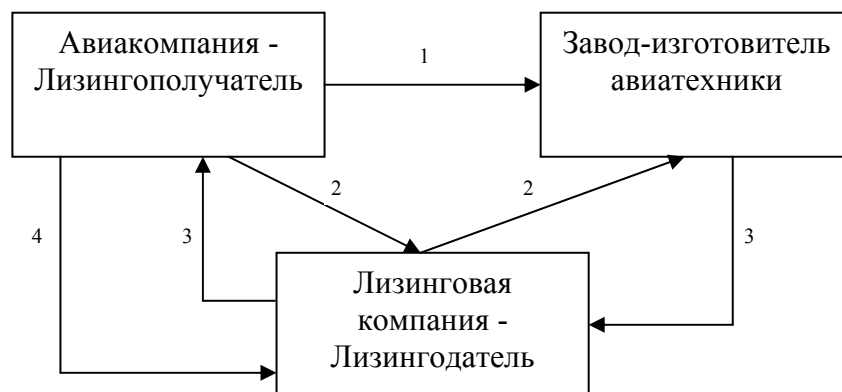 Авиакомпания -
Лизингополучатель
1
Завод-изготовитель
авиатехники
4
3
2
2
3
Лизинговая
компания -
Лизингодатель